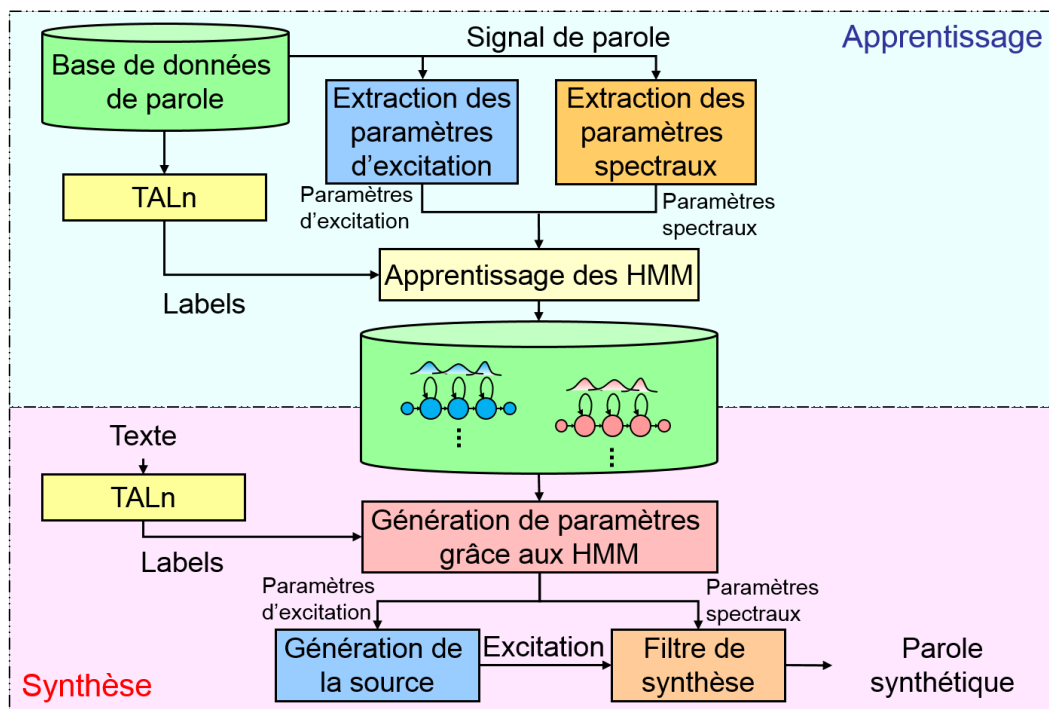 Signal de parole
Apprentissage
Base de données
de parole
Extraction des
paramètres
d'excitation
Extraction des
paramètres
spectraux
TALn
Paramètres
d'excitation
Paramètres
spectraux
Apprentissage des HMM
Labels
Texte
TALn
Génération de paramètres
grâce aux HMM
Labels
Paramètres
d'excitation
Paramètres
spectraux
Génération de
la source
Excitation
Filtre de
synthèse
Parole
synthétique
Synthèse